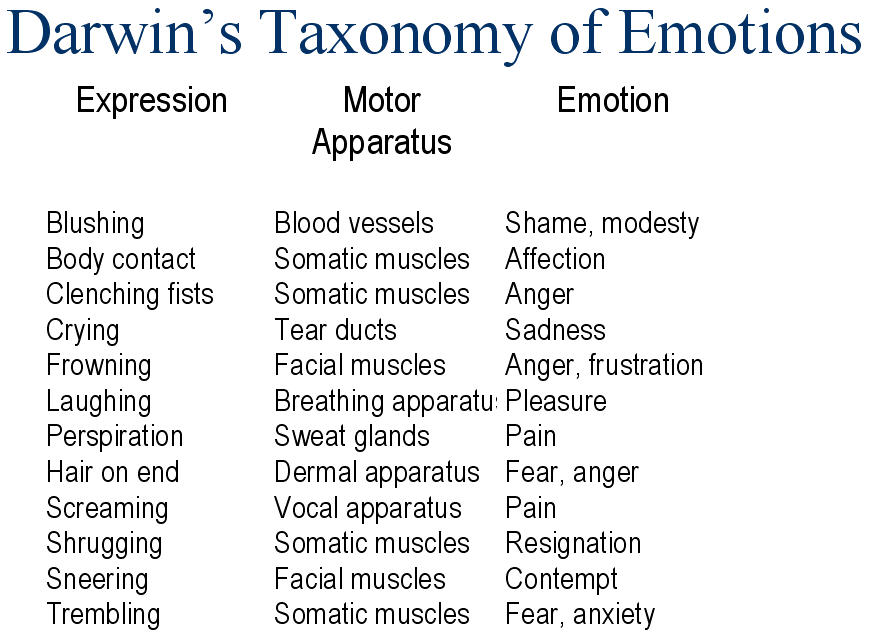 Darwin’s Taxonomy of Emotions
Expression Motor Apparatus Emotion
Blushing Blood vessels Shame, modesty
Body contact Somatic muscles Affection
Clenching fists Somatic muscles Anger
Crying Tear ducts Sadness
Frowning Facial muscles Anger, frustration
Laughing Breathing apparatu Pleasure
Perspiration Sweat glands Pain
Hair on end Dermal apparatus Fear, anger
Screaming Vocal apparatus Pain
Shrugging Somatic muscles Resignation
Sneering Facial muscles Contempt
Trembling Somatic muscles Fear, anxiety